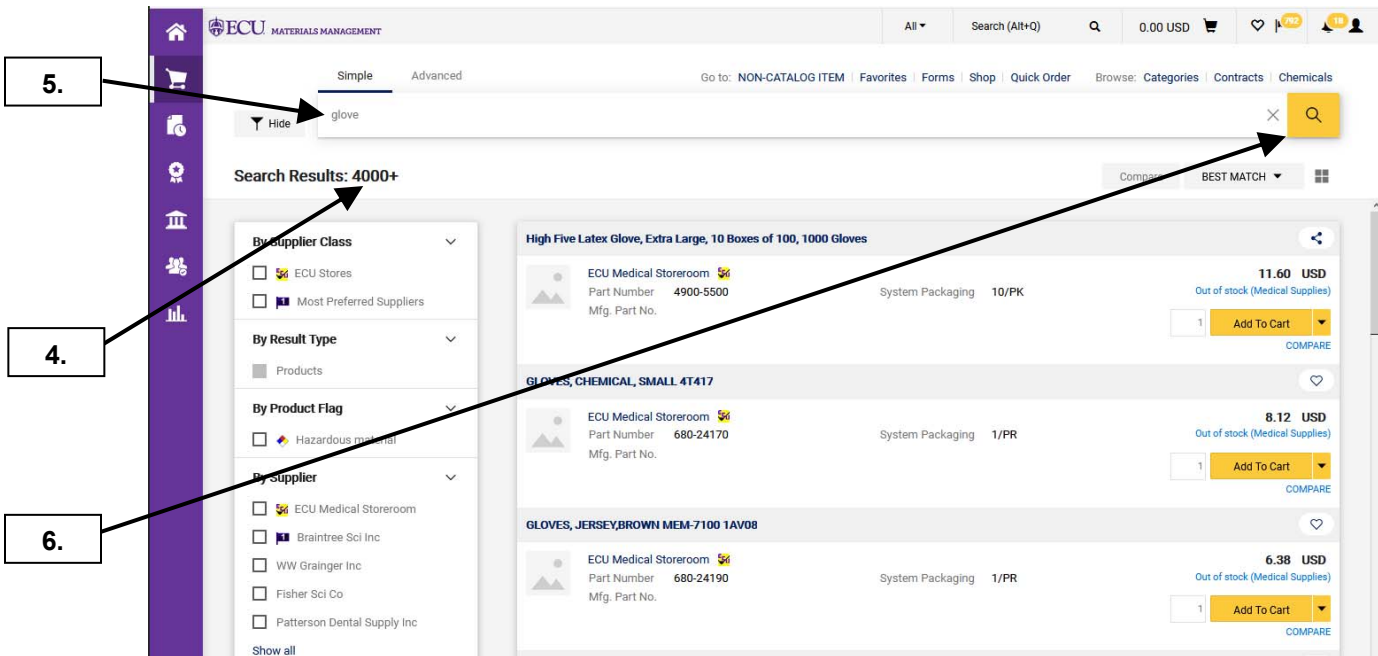 ECU MATERIALS MANAGEMENT
All
Search (Alt+Q)
0.00 USD
792
18
5.
Simple
Advanced
Go to: NON-CATALOG ITEM | Favorites | Forms | Shop | Quick Order
Browse: Categories | Contracts | Chemicals
Hide
glove
Search Results: 4000+
Compare
BEST MATCH
By Supplier Class
ECU Stores
1 Most Preferred Suppliers
4.
By Result Type
Products
By Product Flag
Hazardous material
By Supplier
ECU Medical Storeroom
1 Braintree Sci Inc
6.
WW Grainger Inc
Fisher Sci Co
Patterson Dental Supply Inc
Show all
High Five Latex Glove, Extra Large, 10 Boxes of 100, 1000 Gloves
ECU Medical Storeroom
11.60 USD
Part Number 4900-5500
System Packaging 10/PK
Out of stock (Medical Supplies)
Mfg. Part No.
1
Add To Cart
COMPARE
GLOVES, CHEMICAL, SMALL 4T417
ECU Medical Storeroom
8.12 USD
Part Number 680-24170
System Packaging 1/PR
Out of stock (Medical Supplies)
Mfg. Part No.
1
Add To Cart
COMPARE
GLOVES, JERSEY,BROWN MEM-7100 1AV08
ECU Medical Storeroom
6.38 USD
Part Number 680-24190
System Packaging 1/PR
Out of stock (Medical Supplies)
Mfg. Part No.
1
Add To Cart
COMPARE